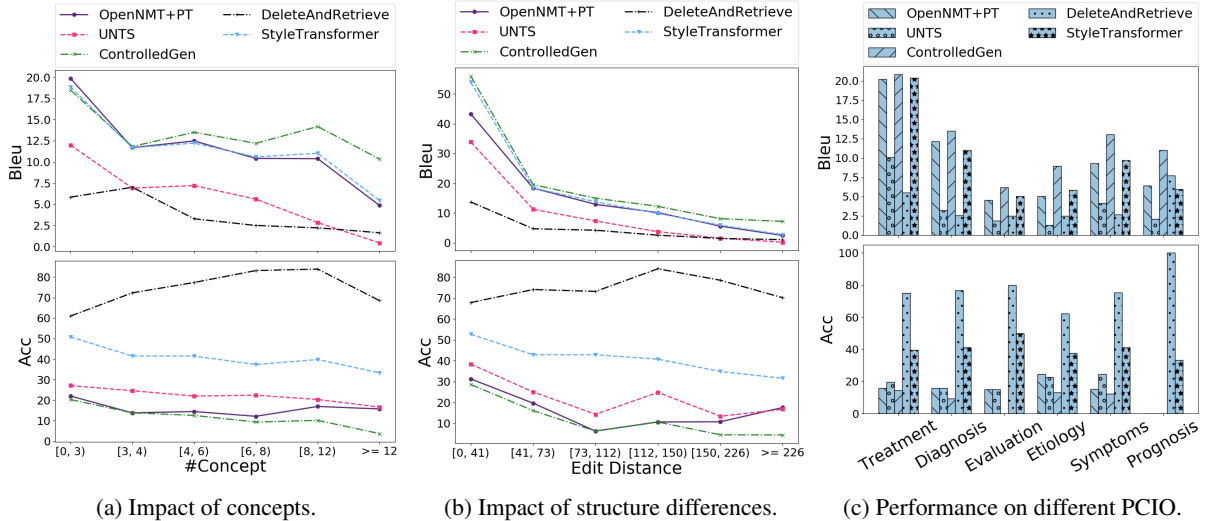 OpenNMT+PT DeleteAndRetrieve
UNTS StyleTransformer
ControlledGen
20.0
17.5
15.0
12.5
10.0
7.5
5.0
2.5
0.0
Bleu
80
70
60
50
40
30
20
10
0
Acc
[0, 3) [3, 4) [4, 6) [6, 8) [8, 12) >= 12
#Concept
(a) Impact of concepts.
OpenNMT+PT DeleteAndRetrieve
UNTS StyleTransformer
ControlledGen
50
40
30
20
10
0
Bleu
80
70
60
50
40
30
20
10
0
Acc
[0, 41) [41, 73) [73, 112) [112, 150) [150, 226) >= 226
Edit Distance
(b) Impact of structure differences.
OpenNMT+PT DeleteAndRetrieve
UNTS StyleTransformer
ControlledGen
20.0
17.5
15.0
12.5
10.0
7.5
5.0
2.5
0.0
Bleu
100
80
60
40
20
0
Acc
Treatment Diagnosis Evaluation Etiology Symptoms Prognosis
(c) Performance on different PCIO.